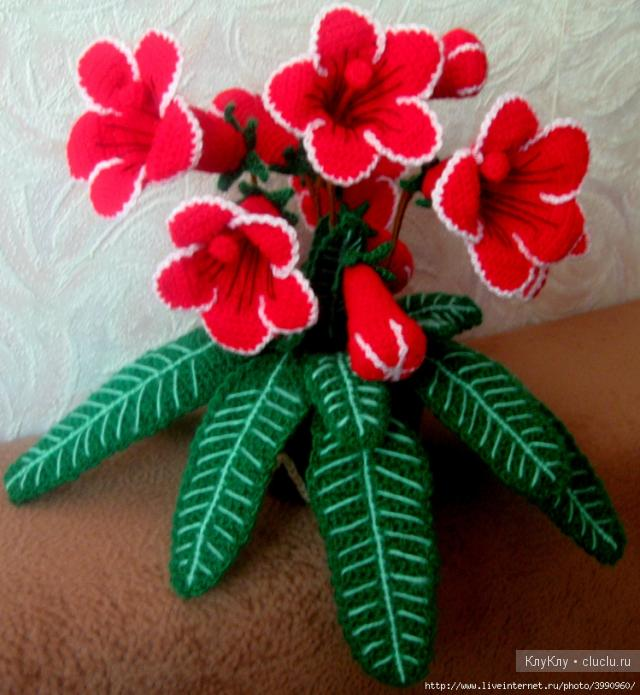 КлуКлу • cluclu.ru
http://www.liveinternet.ru/photo/3990960/